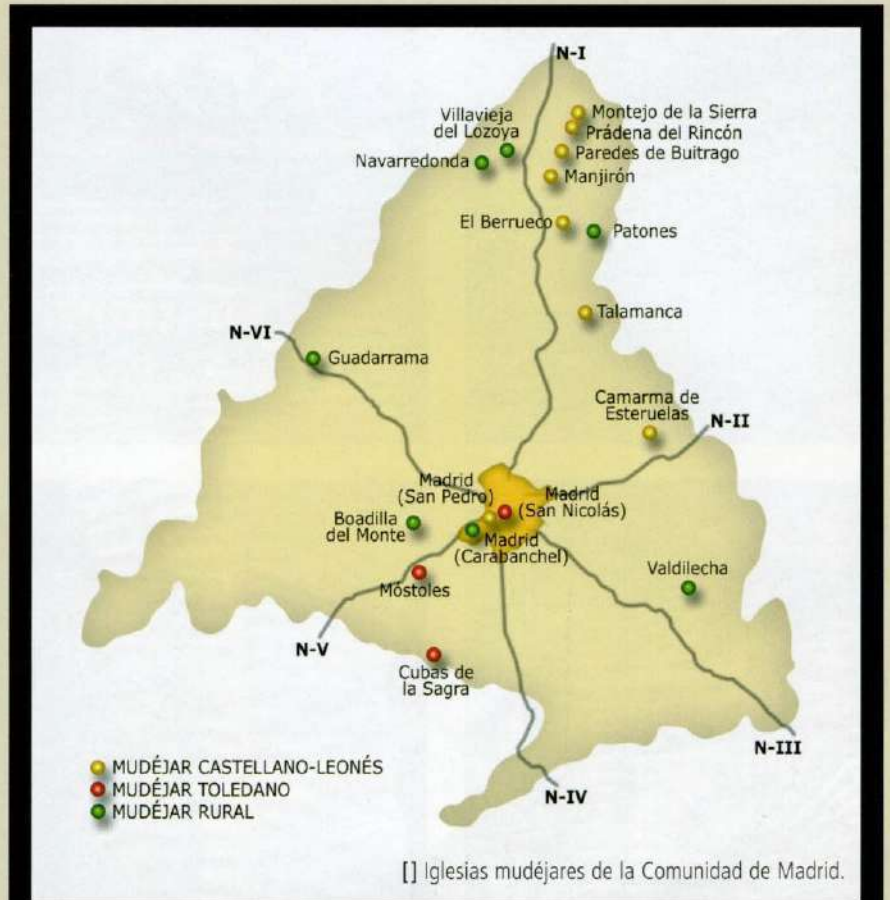 N-I
Montejo de la Sierra
Prádena del Rincón
Paredes de Buitrago
Manjirón
Villavieja
del Lozoya
Navarredonda
El Berrueco
Patones
Talamanca
N-VI
Guadarrama
Camarma de
Esteruelas
N-II
Madrid
(San Pedro)
Madrid
(San Nicolás)
Boadilla
del Monte
Madrid
(Carabanchel)
Valdilecha
Móstoles
N-V
Cubas de
la Sagra
N-III
N-IV
MUDÉJAR CASTELLANO-LEONÉS
MUDÉJAR TOLEDANO
MUDÉJAR RURAL
[] Iglesias mudéjares de la Comunidad de Madrid.